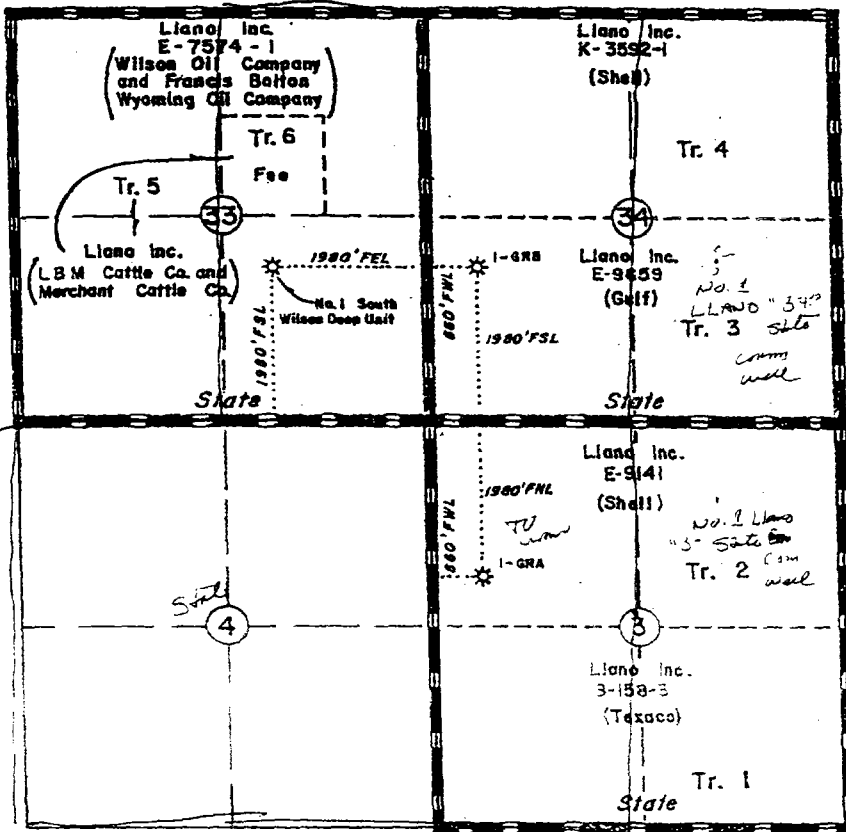 Llano Inc.
E-7574-1
(Wilson Oil Company
and Francis Bolton
Wyoming Oil Company)
Tr. 6
Fee
Tr. 5
33
Llano Inc.
(L B M Cattle Co. and
Merchant Cattle Co.)
1980' FEL
No. 1 South
Wilson Deep Unit
1980' FSL
State
Llano Inc.
K-3592-1
(Shell)
Tr. 4
34
1-GRB
Llano Inc.
E-9659
(Gulf)
660' FWL
1980' FSL
No. 1
LLANO "34"
Tr. 3 State
comm
well
State
Llano Inc.
E-9141
(Shell)
1980' FNL
660' FWL
1-GRA
No. 1 Llano
"3" State
Com
Tr. 2
well
State
4
3
Llano Inc.
B-158-3
(Texaco)
Tr. 1
State